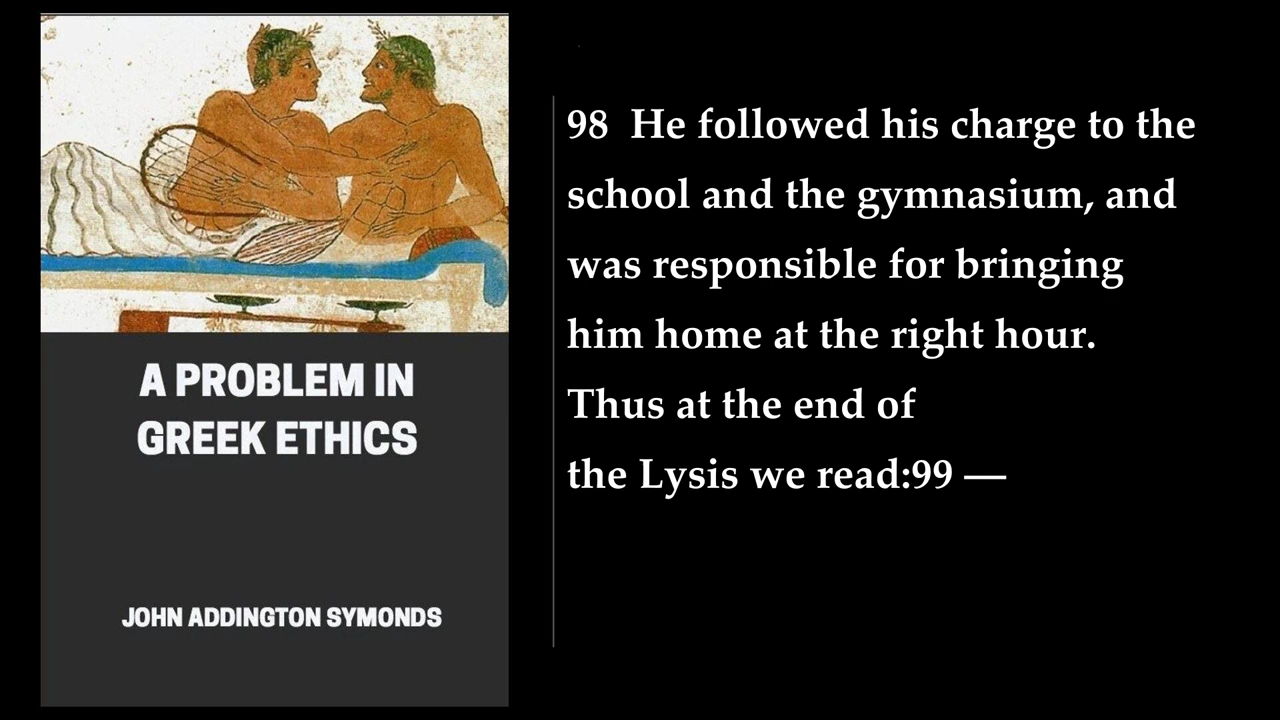 A PROBLEM IN
GREEK ETHICS
JOHN ADDINGTON SYMONDS
98  He followed his charge to the
school and the gymnasium, and
was responsible for bringing
him home at the right hour.
Thus at the end of
the Lysis we read:99 —